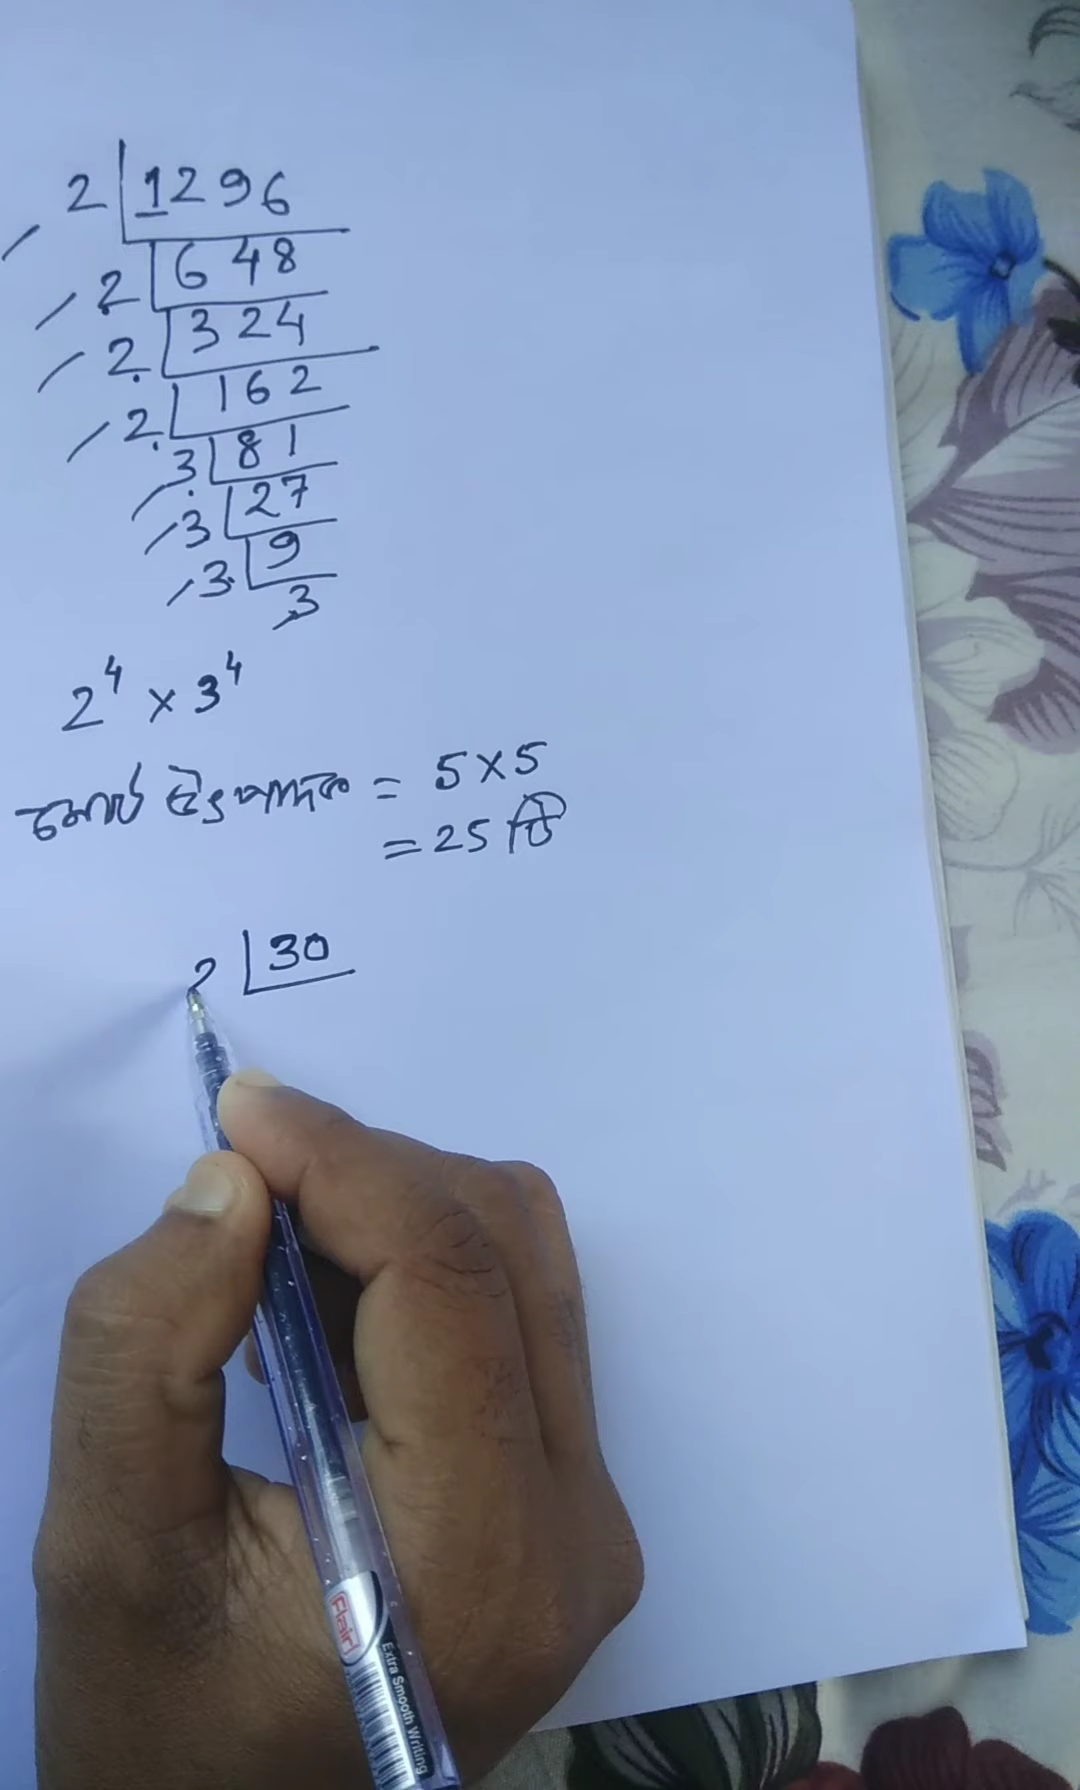 2 | 1296
2 | 648
2 | 324
2 | 162
3 | 81
3 | 27
3 | 9
3
2⁴ × 3⁴
মোট উৎপাদক = 5×5
= 25 টি
2 | 30
Flair
Extra Smooth Writing